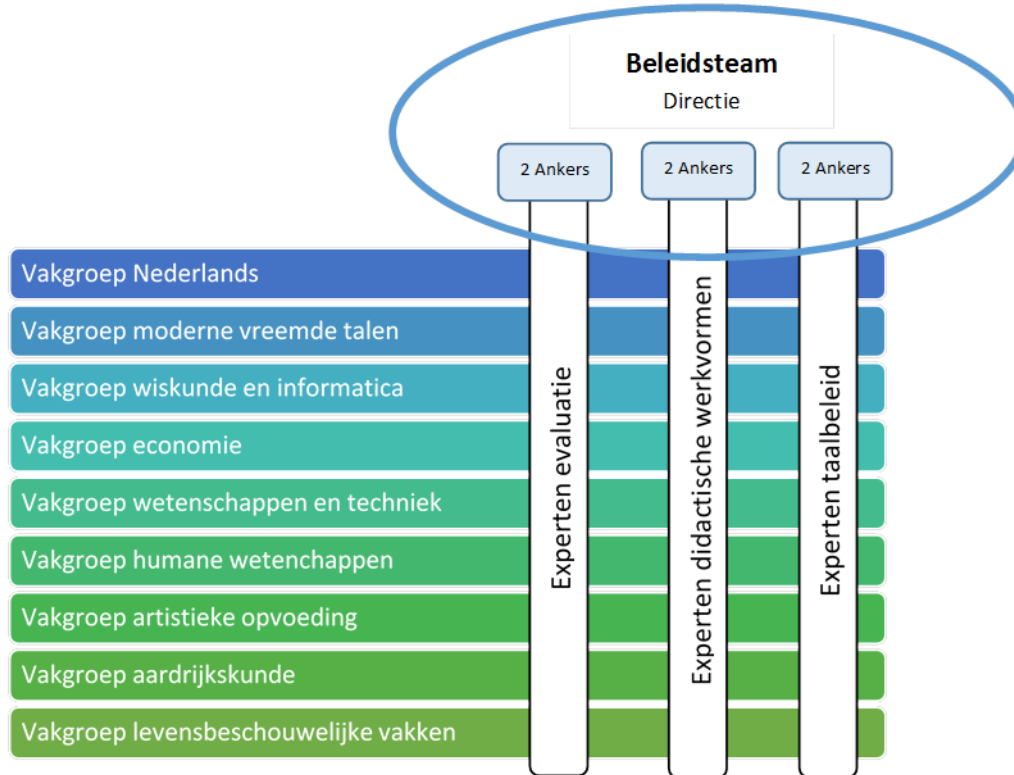 Beleidsteam
Directie
2 Ankers
2 Ankers
2 Ankers
Vakgroep Nederlands
Vakgroep moderne vreemde talen
Vakgroep wiskunde en informatica
Vakgroep economie
Vakgroep wetenschappen en techniek
Vakgroep humane wetenchappen
Vakgroep artistieke opvoeding
Vakgroep aardrijkskunde
Vakgroep levensbeschouwelijke vakken
Experten evaluatie
Experten didactische werkvormen
Experten taalbeleid